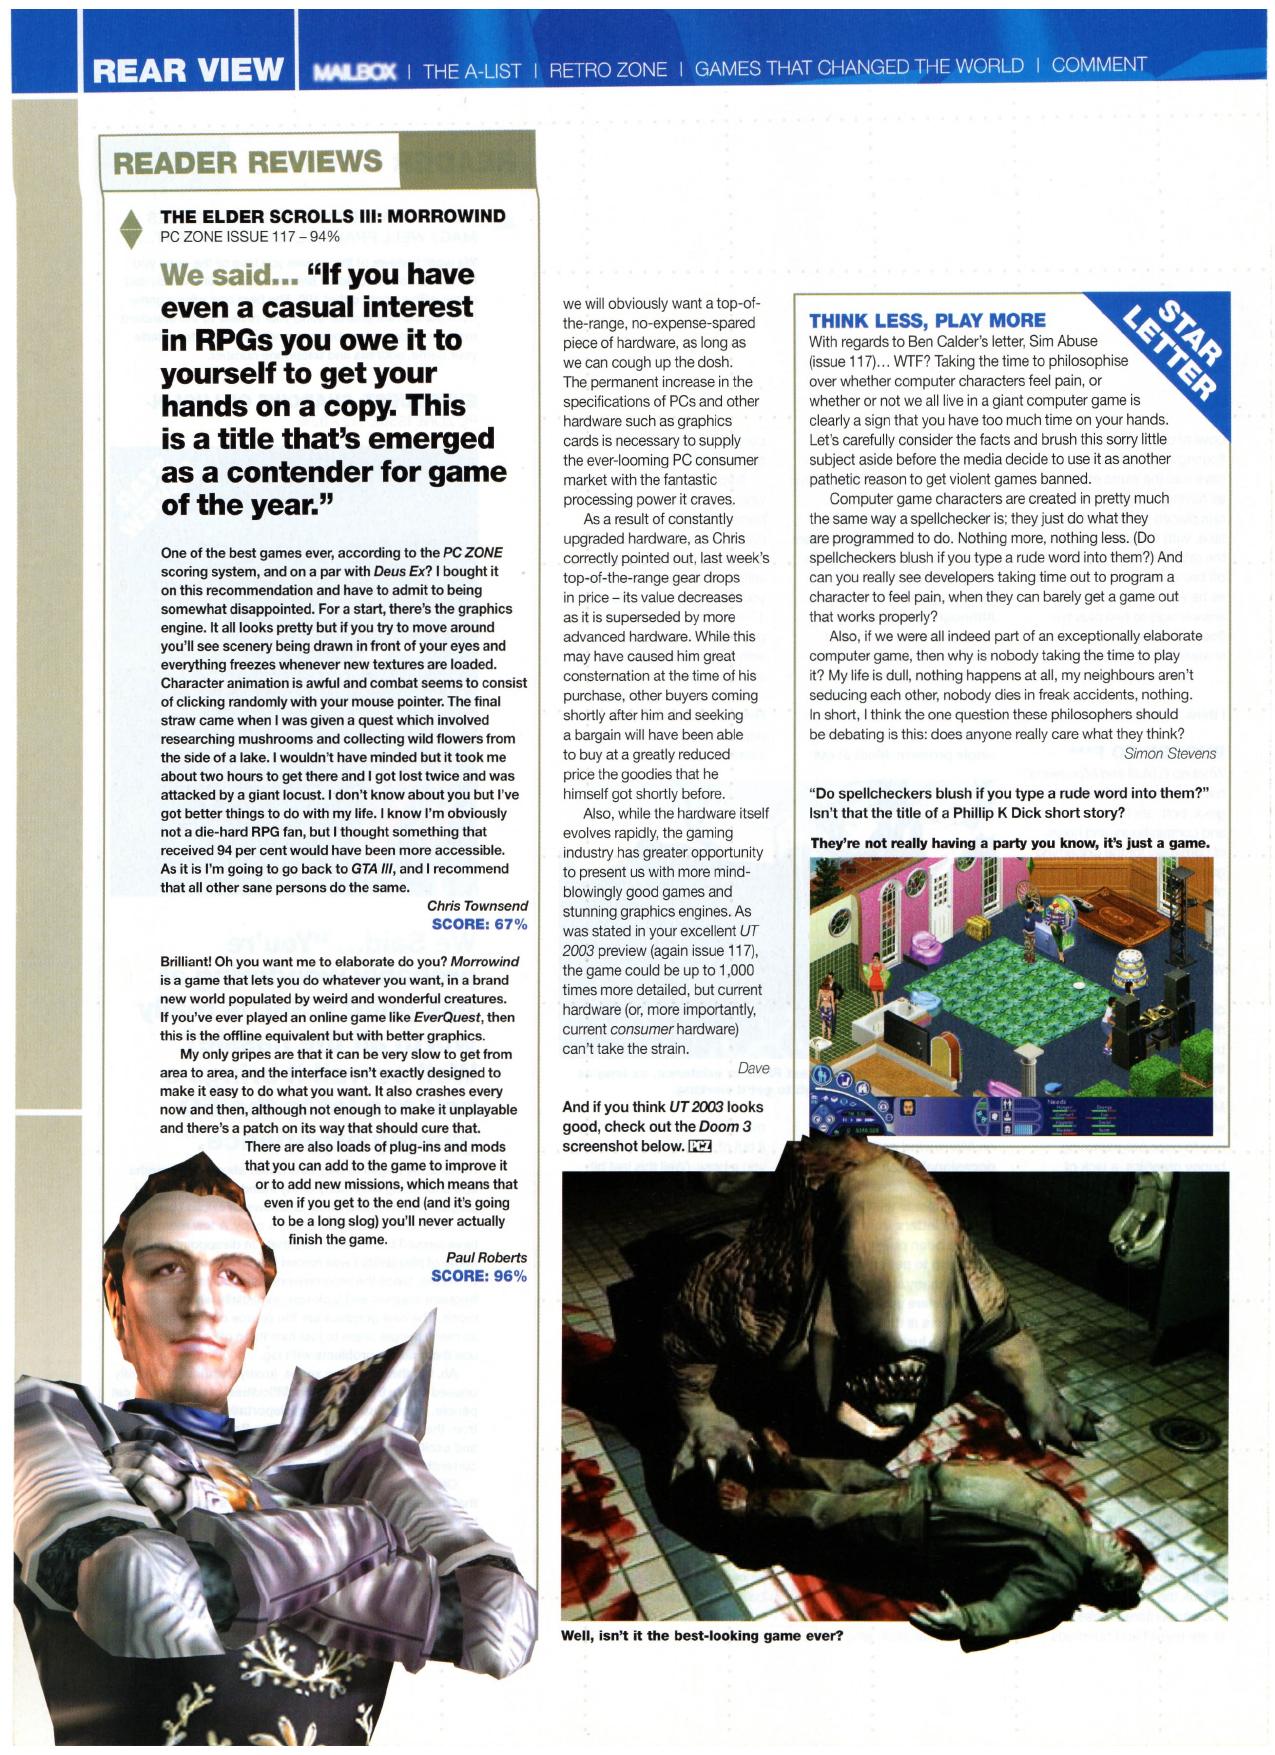 REAR VIEW
MAILBOX | THE A-LIST | RETRO ZONE | GAMES THAT CHANGED THE WORLD | COMMENT
READER REVIEWS
THE ELDER SCROLLS III: MORROWIND
PC ZONE ISSUE 117 – 94%
We said... “If you have
even a casual interest
in RPGs you owe it to
yourself to get your
hands on a copy. This
is a title that’s emerged
as a contender for game
of the year.”
One of the best games ever, according to the PC ZONE
scoring system, and on a par with Deus Ex? I bought it
on this recommendation and have to admit to being
somewhat disappointed. For a start, there’s the graphics
engine. It all looks pretty but if you try to move around
you’ll see scenery being drawn in front of your eyes and
everything freezes whenever new textures are loaded.
Character animation is awful and combat seems to consist
of clicking randomly with your mouse pointer. The final
straw came when I was given a quest which involved
researching mushrooms and collecting wild flowers from
the side of a lake. I wouldn’t have minded but it took me
about two hours to get there and I got lost twice and was
attacked by a giant locust. I don’t know about you but I’ve
got better things to do with my life. I know I’m obviously
not a die-hard RPG fan, but I thought something that
received 94 per cent would have been more accessible.
As it is I’m going to go back to GTA III, and I recommend
that all other sane persons do the same.
Chris Townsend
SCORE: 67%
Brilliant! Oh you want me to elaborate do you? Morrowind
is a game that lets you do whatever you want, in a brand
new world populated by weird and wonderful creatures.
If you’ve ever played an online game like EverQuest, then
this is the offline equivalent but with better graphics.
My only gripes are that it can be very slow to get from
area to area, and the interface isn’t exactly designed to
make it easy to do what you want. It also crashes every
now and then, although not enough to make it unplayable
and there’s a patch on its way that should cure that.
There are also loads of plug-ins and mods
that you can add to the game to improve it
or to add new missions, which means that
even if you get to the end (and it’s going
to be a long slog) you’ll never actually
finish the game.
Paul Roberts
SCORE: 96%
we will obviously want a top-of-
the-range, no-expense-spared
piece of hardware, as long as
we can cough up the dosh.
The permanent increase in the
specifications of PCs and other
hardware such as graphics
cards is necessary to supply
the ever-looming PC consumer
market with the fantastic
processing power it craves.
As a result of constantly
upgraded hardware, as Chris
correctly pointed out, last week’s
top-of-the-range gear drops
in price – its value decreases
as it is superseded by more
advanced hardware. While this
may have caused him great
consternation at the time of his
purchase, other buyers coming
shortly after him and seeking
a bargain will have been able
to buy at a greatly reduced
price the goodies that he
himself got shortly before.
Also, while the hardware itself
evolves rapidly, the gaming
industry has greater opportunity
to present us with more mind-
blowingly good games and
stunning graphics engines. As
was stated in your excellent UT
2003 preview (again issue 117),
the game could be up to 1,000
times more detailed, but current
hardware (or, more importantly,
current consumer hardware)
can’t take the strain.
Dave
And if you think UT 2003 looks
good, check out the Doom 3
screenshot below. PCZ
STAR
LETTER
THINK LESS, PLAY MORE
With regards to Ben Calder’s letter, Sim Abuse
(issue 117)... WTF? Taking the time to philosophise
over whether computer characters feel pain, or
whether or not we all live in a giant computer game is
clearly a sign that you have too much time on your hands.
Let’s carefully consider the facts and brush this sorry little
subject aside before the media decide to use it as another
pathetic reason to get violent games banned.
Computer game characters are created in pretty much
the same way a spellchecker is; they just do what they
are programmed to do. Nothing more, nothing less. (Do
spellcheckers blush if you type a rude word into them?) And
can you really see developers taking time out to program a
character to feel pain, when they can barely get a game out
that works properly?
Also, if we were all indeed part of an exceptionally elaborate
computer game, then why is nobody taking the time to play
it? My life is dull, nothing happens at all, my neighbours aren’t
seducing each other, nobody dies in freak accidents, nothing.
In short, I think the one question these philosophers should
be debating is this: does anyone really care what they think?
Simon Stevens
“Do spellcheckers blush if you type a rude word into them?”
Isn’t that the title of a Phillip K Dick short story?
They’re not really having a party you know, it’s just a game.
Needs
Well, isn’t it the best-looking game ever?